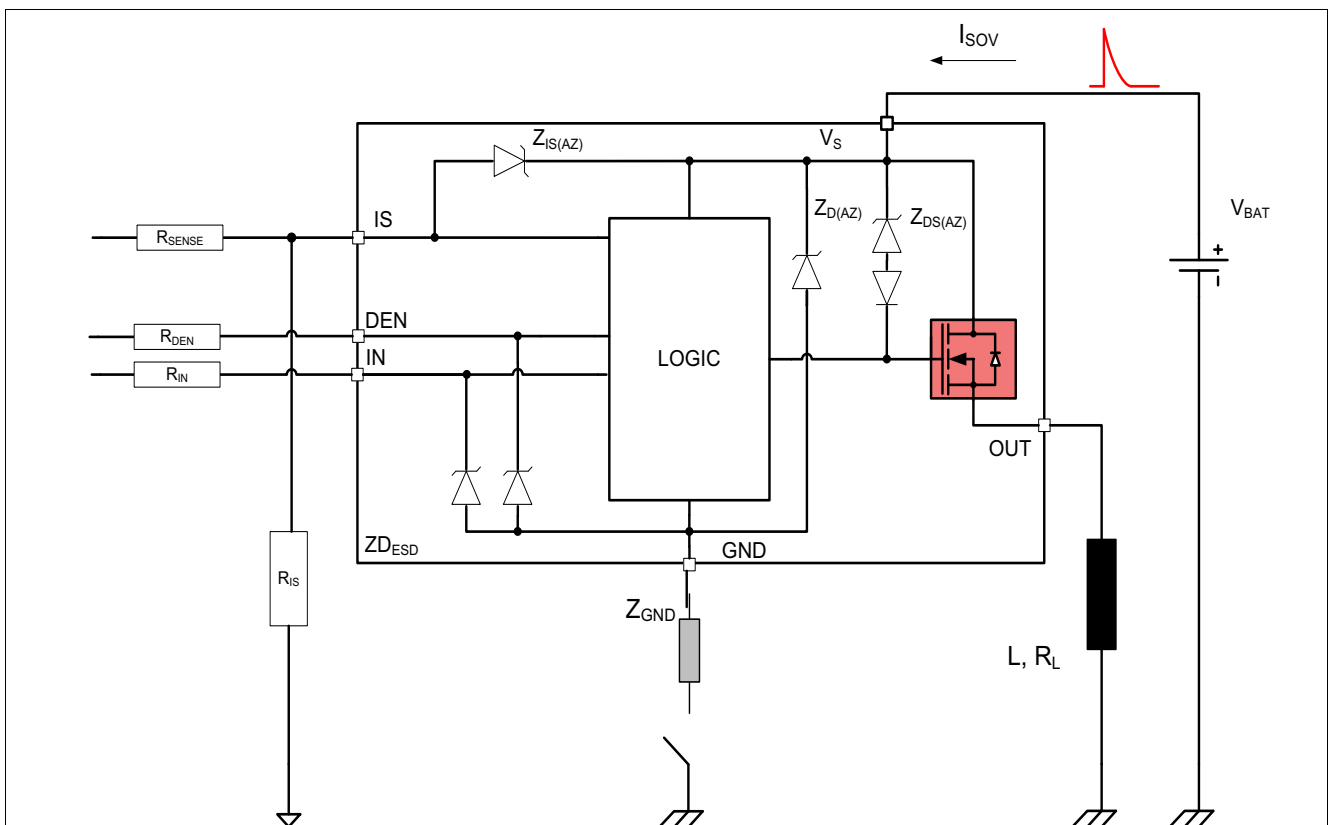 I_SOV
Z_IS(AZ)
V_S
IS
Z_D(AZ)
Z_DS(AZ)
V_BAT
R_SENSE
+
DEN
R_DEN
IN
LOGIC
R_IN
OUT
ZD_ESD
GND
R_IS
Z_GND
L, R_L